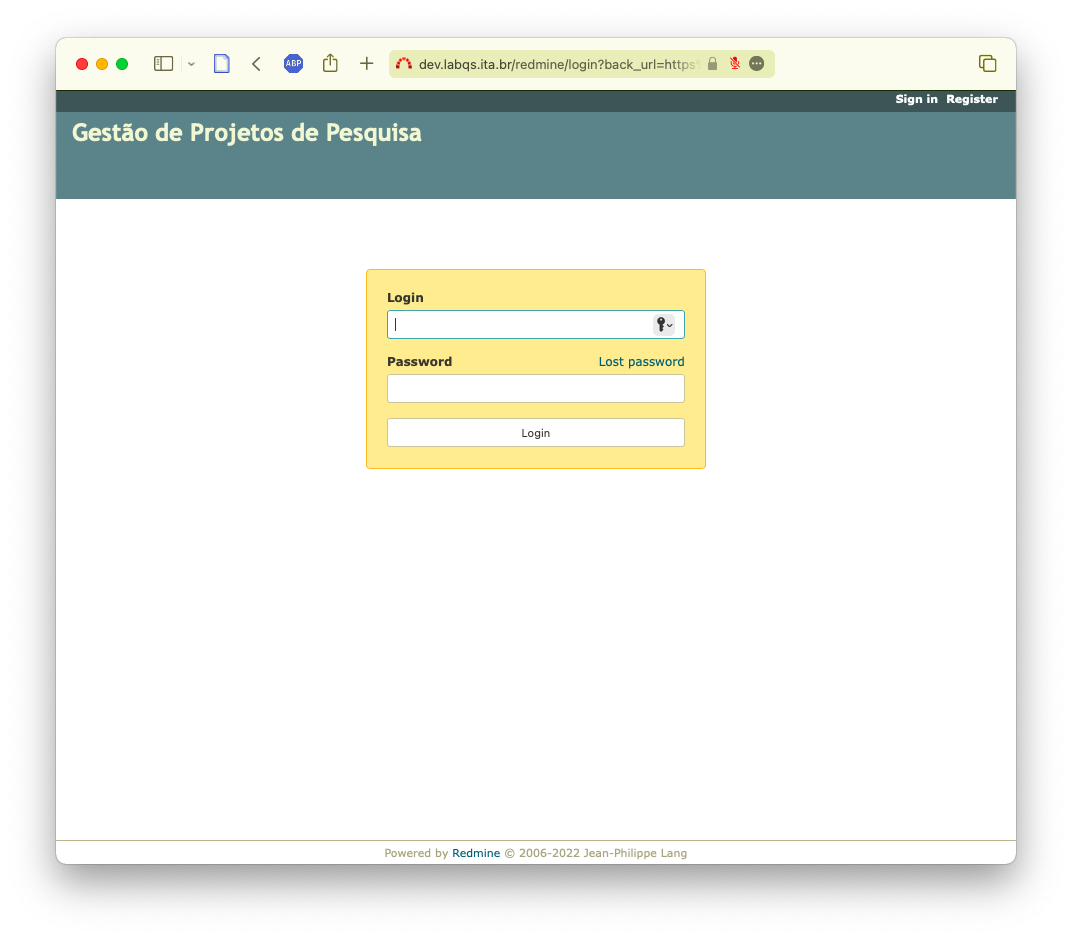 ABP
dev.labqs.ita.br/redmine/login?back_url=https
Sign in Register
Gestão de Projetos de Pesquisa
Login
Password Lost password
Login
Powered by Redmine © 2006-2022 Jean-Philippe Lang